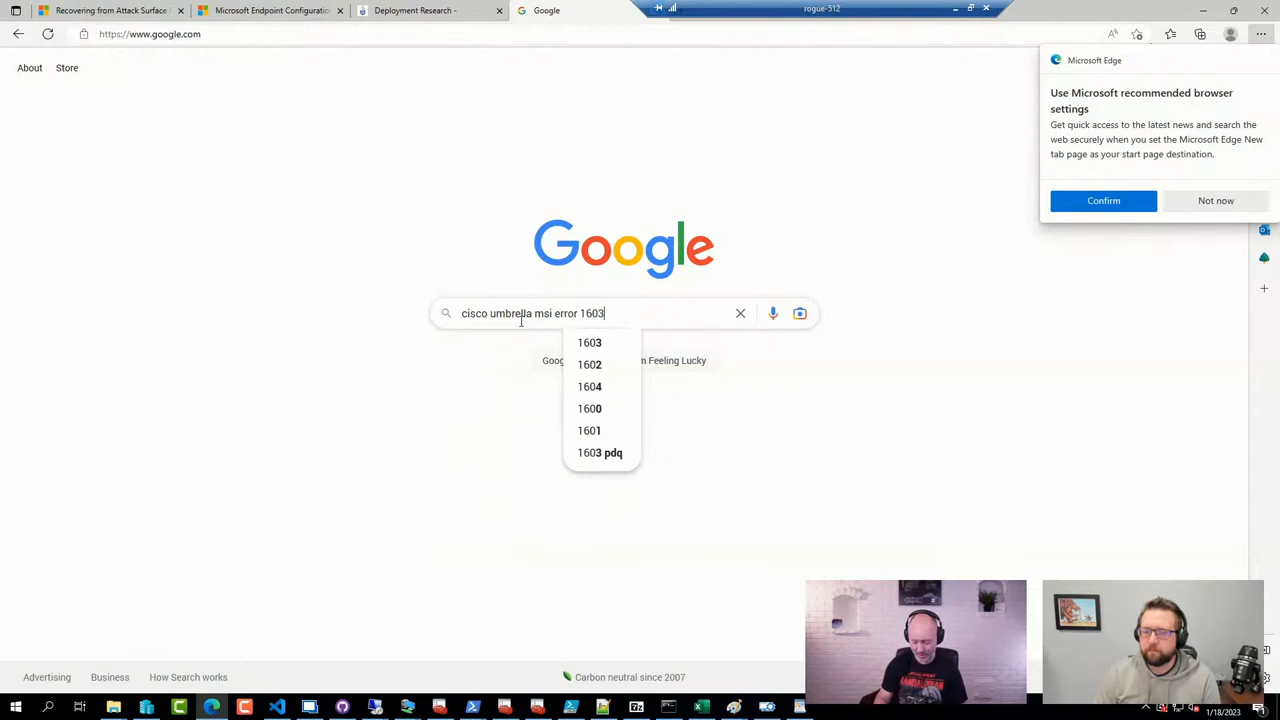 Recovering from Attack Surface
Microsoft Endpoint Configuratio
Deployment Research -
Google
rogue-512
https://www.google.com
About
Store
Microsoft Edge
Use Microsoft recommended browser
settings
Get quick access to the latest news and search the
web securely when you set the Microsoft Edge New
tab page as your start page destination.
Confirm
Not now
Google
cisco umbrella msi error 1603
1603
1602
1604
1600
1601
1603 pdq
Goog
m Feeling Lucky
MANDALORIAN
Advertising
Business
How Search works
Carbon neutral since 2007
1/18/2023